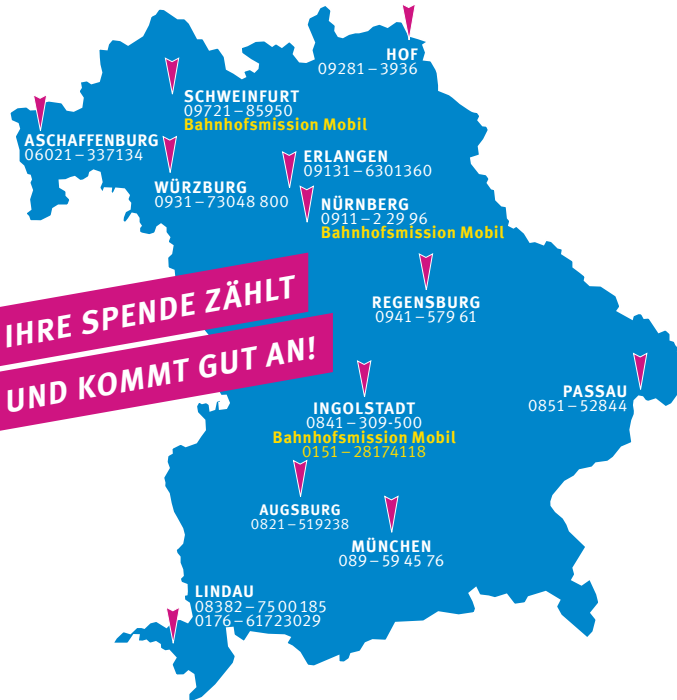 HOF
09281–3936
SCHWEINFURT
09721–85950
Bahnhofsmission Mobil
ASCHAFFENBURG
06021–337134
ERLANGEN
09131–6301360
WÜRZBURG
0931–73048 800
NÜRNBERG
0911–2 29 96
Bahnhofsmission Mobil
IHRE SPENDE ZÄHLT
UND KOMMT GUT AN!
REGENSBURG
0941–579 61
PASSAU
0851–52844
INGOLSTADT
0841–309-500
Bahnhofsmission Mobil
0151–28174118
AUGSBURG
0821–519238
MÜNCHEN
089–59 45 76
LINDAU
08382–75 00 185
0176–61723029